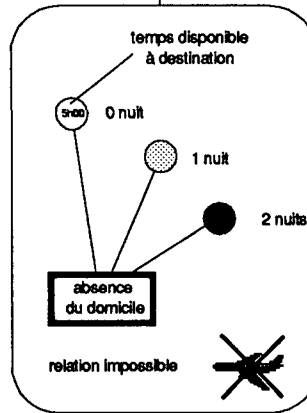 temps disponible
à destination
5h00
0 nuit
1 nuit
2 nuits
absence
du domicile
relation impossible